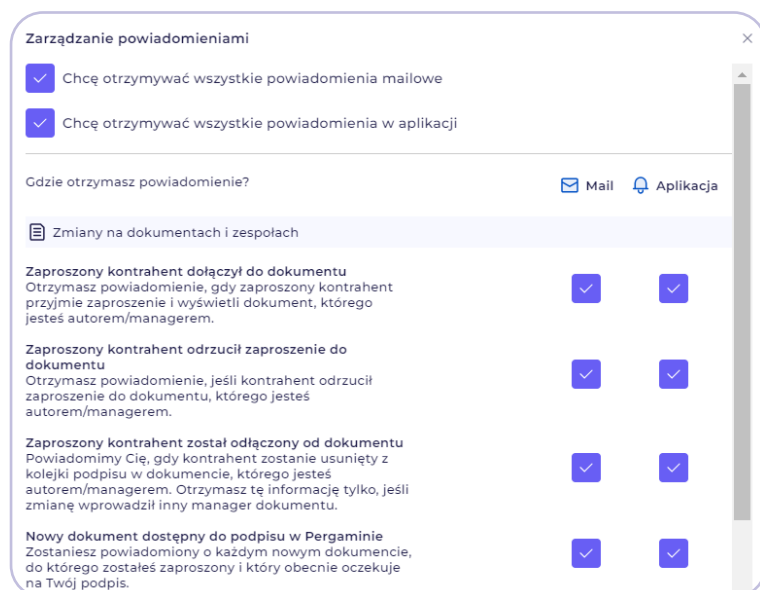 Zarządzanie powiadomieniami
Chcę otrzymywać wszystkie powiadomienia mailowe
Chcę otrzymywać wszystkie powiadomienia w aplikacji
Gdzie otrzymasz powiadomienie?
Mail Aplikacja
Zmiany na dokumentach i zespołach
Zaproszony kontrahent dołączył do dokumentu
Otrzymasz powiadomienie, gdy zaproszony kontrahent
przyjmie zaproszenie i wyświetli dokument, którego
jesteś autorem/managerem.
Zaproszony kontrahent odrzucił zaproszenie do
dokumentu
Otrzymasz powiadomienie, jeśli kontrahent odrzucił
zaproszenie do dokumentu, którego jesteś
autorem/managerem.
Zaproszony kontrahent został odłączony od dokumentu
Powiadomimy Cię, gdy kontrahent zostanie usunięty z
kolejki podpisu w dokumencie, którego jesteś
autorem/managerem. Otrzymasz tę informację tylko, jeśli
zmianę wprowadził inny manager dokumentu.
Nowy dokument dostępny do podpisu w Pergaminie
Zostaniesz powiadomiony o każdym nowym dokumencie,
do którego zostałeś zaproszony i który obecnie oczekuje
na Twój podpis.